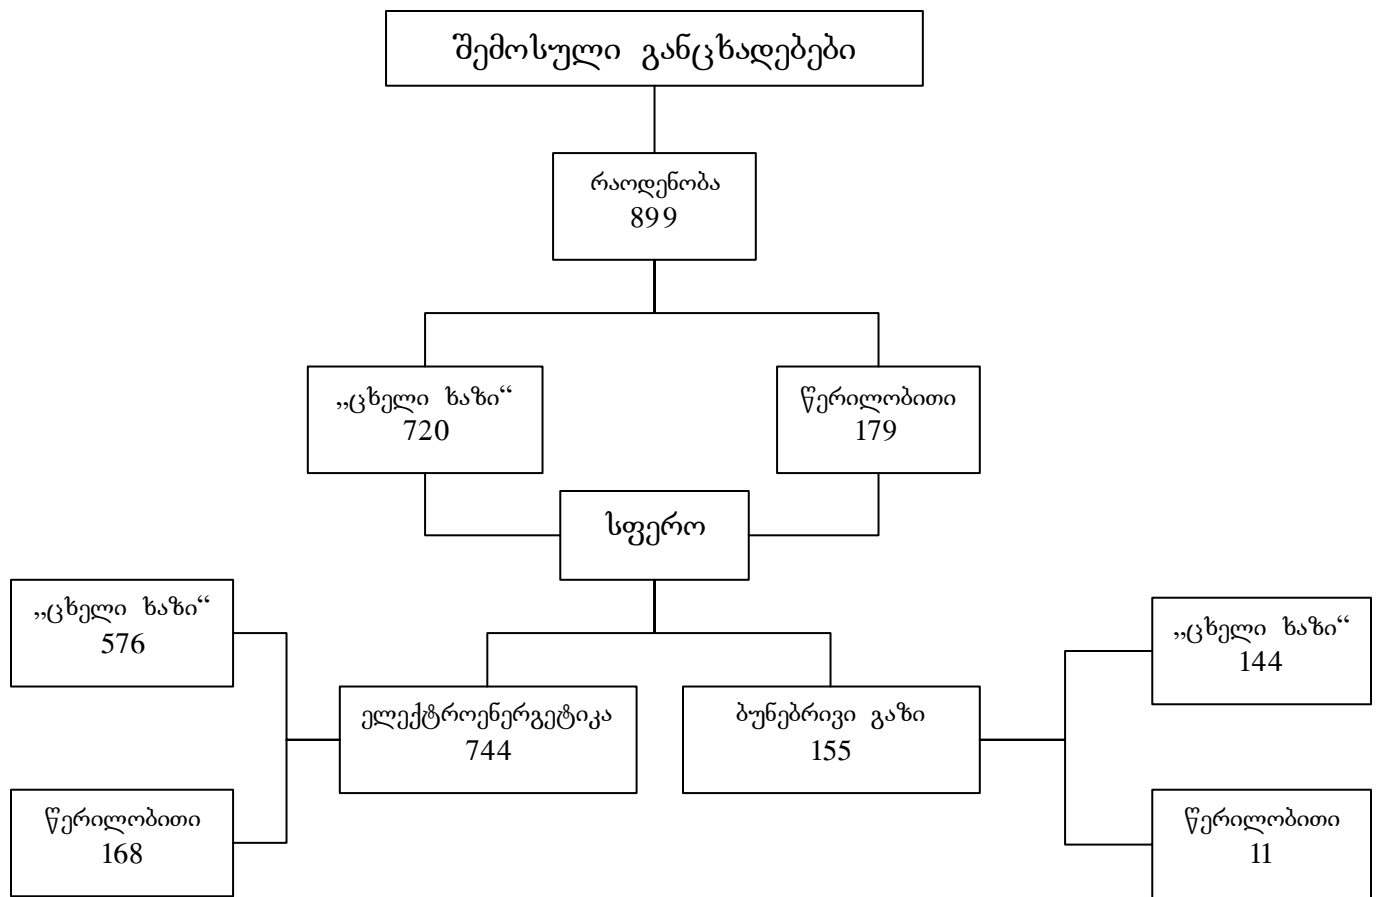 შემოსული განცხადებები
რაოდენობა
899
„ცხელი ხაზი“
720
წერილობითი
179
სფერო
„ცხელი ხაზი“
576
„ცხელი ხაზი“
144
ელექტროენერგეტიკა
744
ბუნებრივი გაზი
155
წერილობითი
168
წერილობითი
11